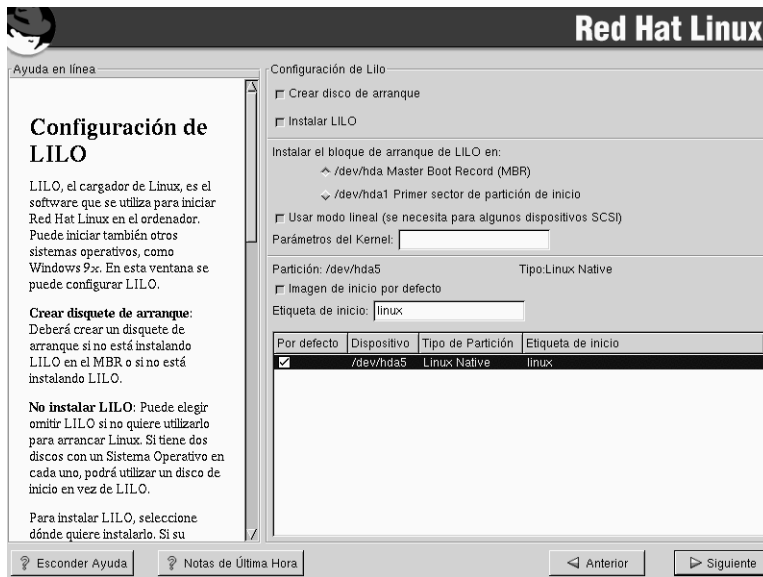 Red Hat Linux
Ayuda en línea
Configuración de
LILO
LILO, el cargador de Linux, es el
software que se utiliza para iniciar
Red Hat Linux en el ordenador.
Puede iniciar también otros
sistemas operativos, como
Windows 9x. En esta ventana se
puede configurar LILO.
Crear disquete de arranque:
Deberá crear un disquete de
arranque si no está instalando
LILO en el MBR o si no está
instalando LILO.
No instalar LILO: Puede elegir
omitir LILO si no quiere utilizarlo
para arrancar Linux. Si tiene dos
discos con un Sistema Operativo en
cada uno, podrá utilizar un disco de
inicio en vez de LILO.
Para instalar LILO, seleccione
dónde quiere instalarlo. Si su
Configuración de Lilo
Crear disco de arranque
Instalar LILO
Instalar el bloque de arranque de LILO en:
/dev/hda Master Boot Record (MBR)
/dev/hda1 Primer sector de partición de inicio
Usar modo lineal (se necesita para algunos dispositivos SCSI)
Parámetros del Kernel:
Partición: /dev/hda5 Tipo:Linux Native
Imagen de inicio por defecto
Etiqueta de inicio: linux
Por defecto Dispositivo Tipo de Partición Etiqueta de inicio
/dev/hda5 Linux Native linux
Esconder Ayuda Notas de Última Hora Anterior Siguiente